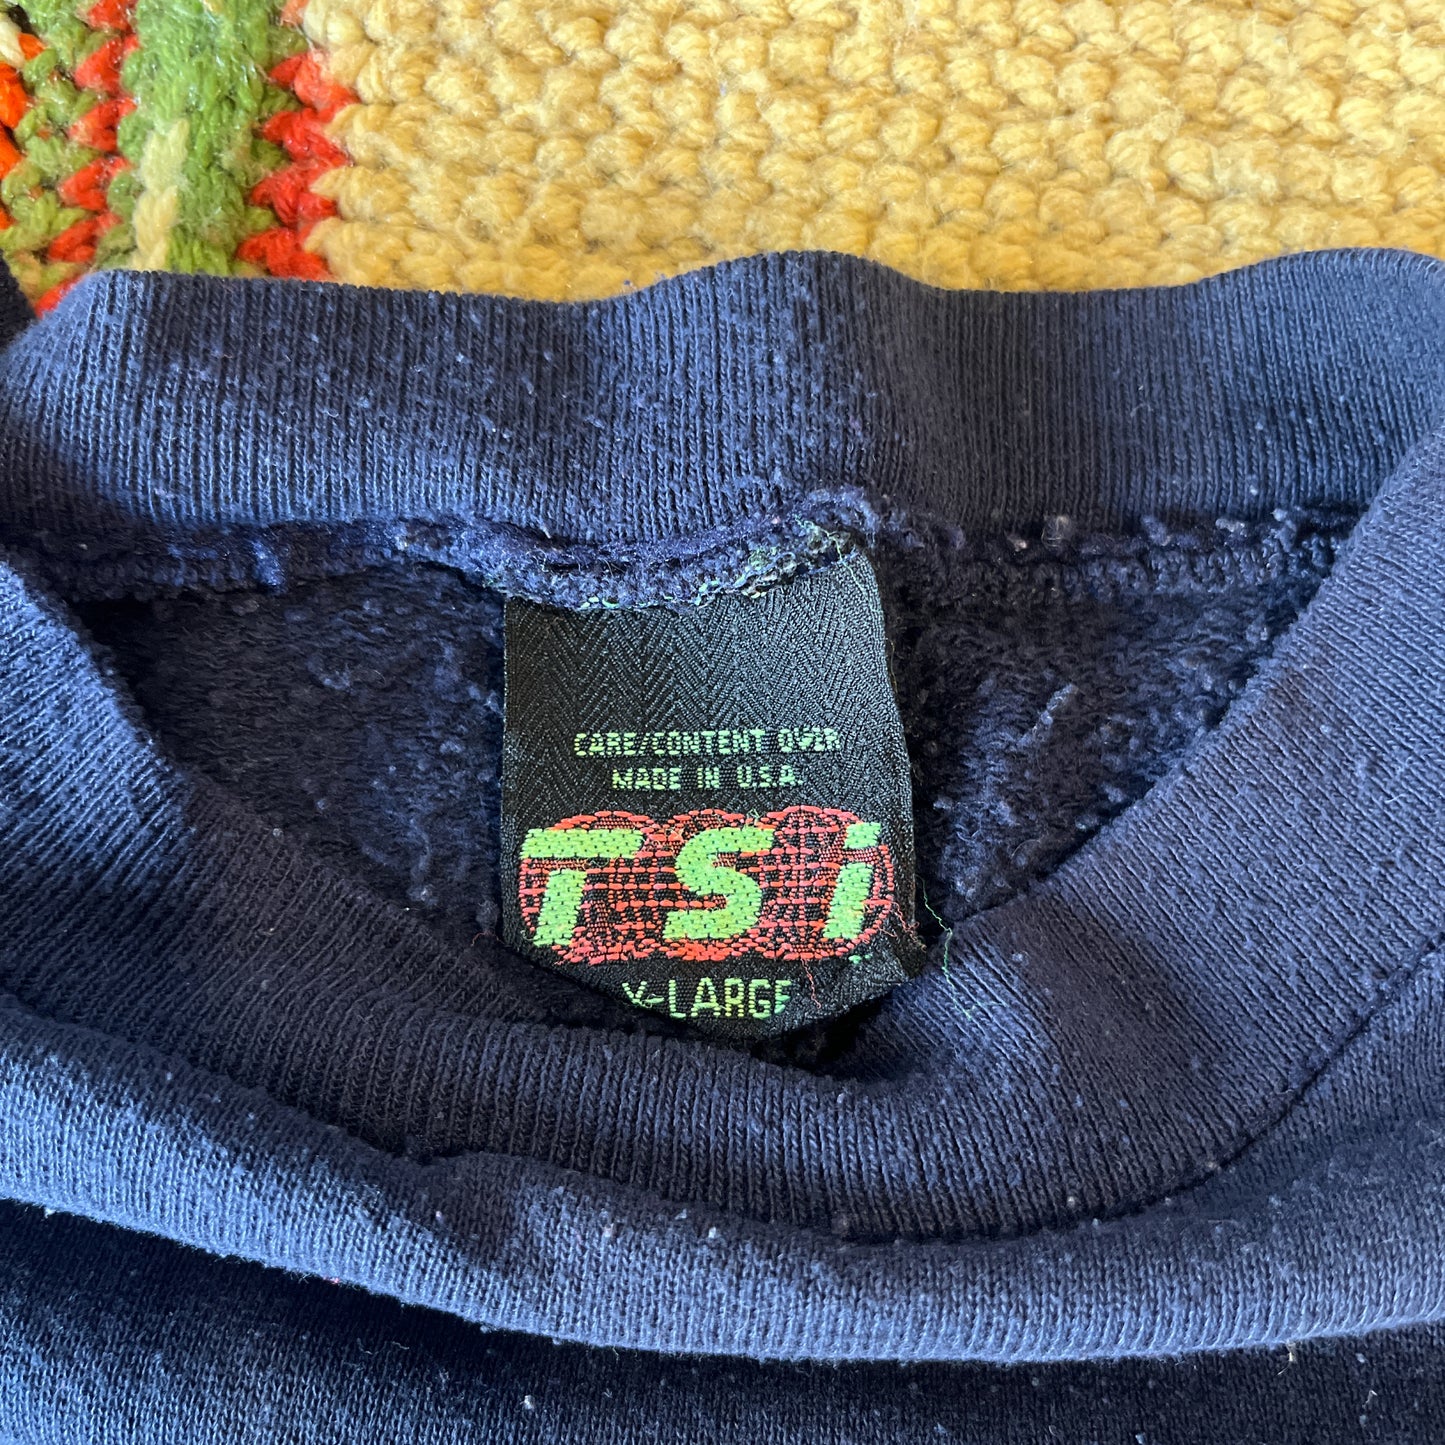 CARE/CONTENT OVER
MADE IN U.S.A.
TSi
X-LARGE